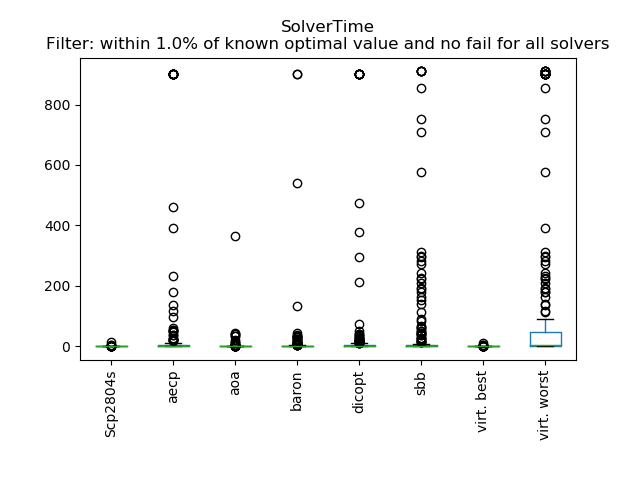 SolverTime
Filter: within 1.0% of known optimal value and no fail for all solvers
800
600
400
200
0
Scp2804s
aecp
aoa
baron
dicopt
sbb
virt. best
virt. worst